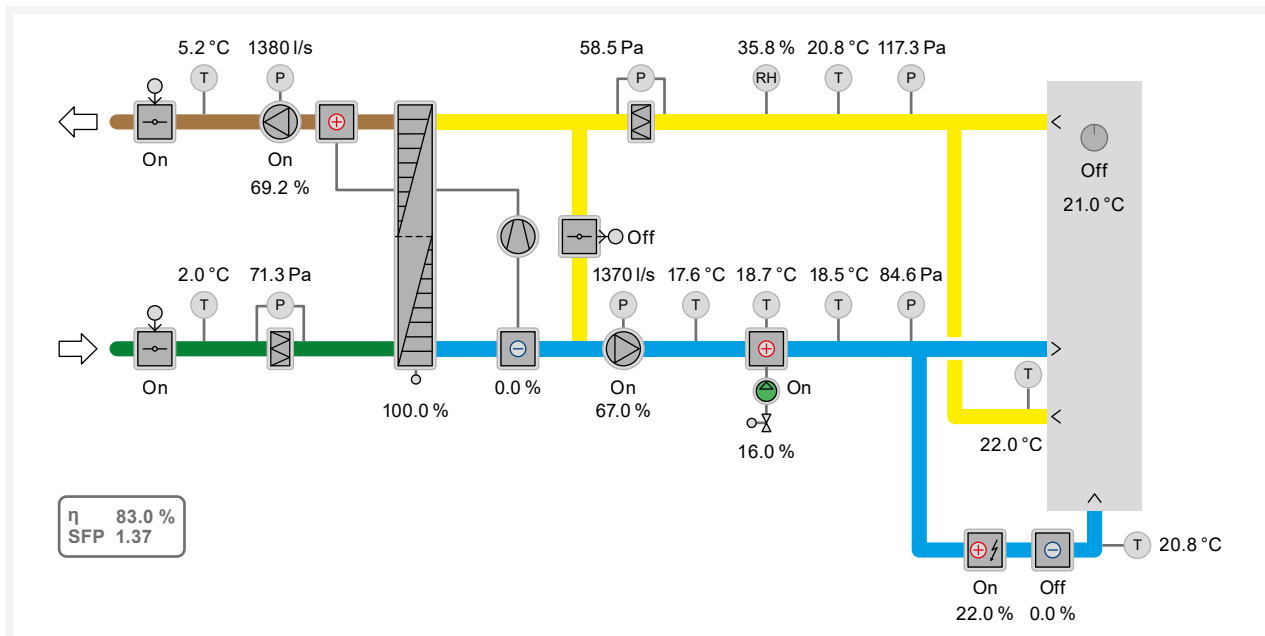 5.2 °C 1380 l/s 58.5 Pa 35.8 % 20.8 °C 117.3 Pa
T P P RH T P
On On Off
69.2 % 21.0 °C
Off
2.0 °C 71.3 Pa 1370 l/s 17.6 °C 18.7 °C 18.5 °C 84.6 Pa
T P P T T T P
T
On 0.0 % On On
100.0 % 67.0 %
16.0 % 22.0 °C
η 83.0 %
SFP 1.37
T 20.8 °C
On Off
22.0 % 0.0 %